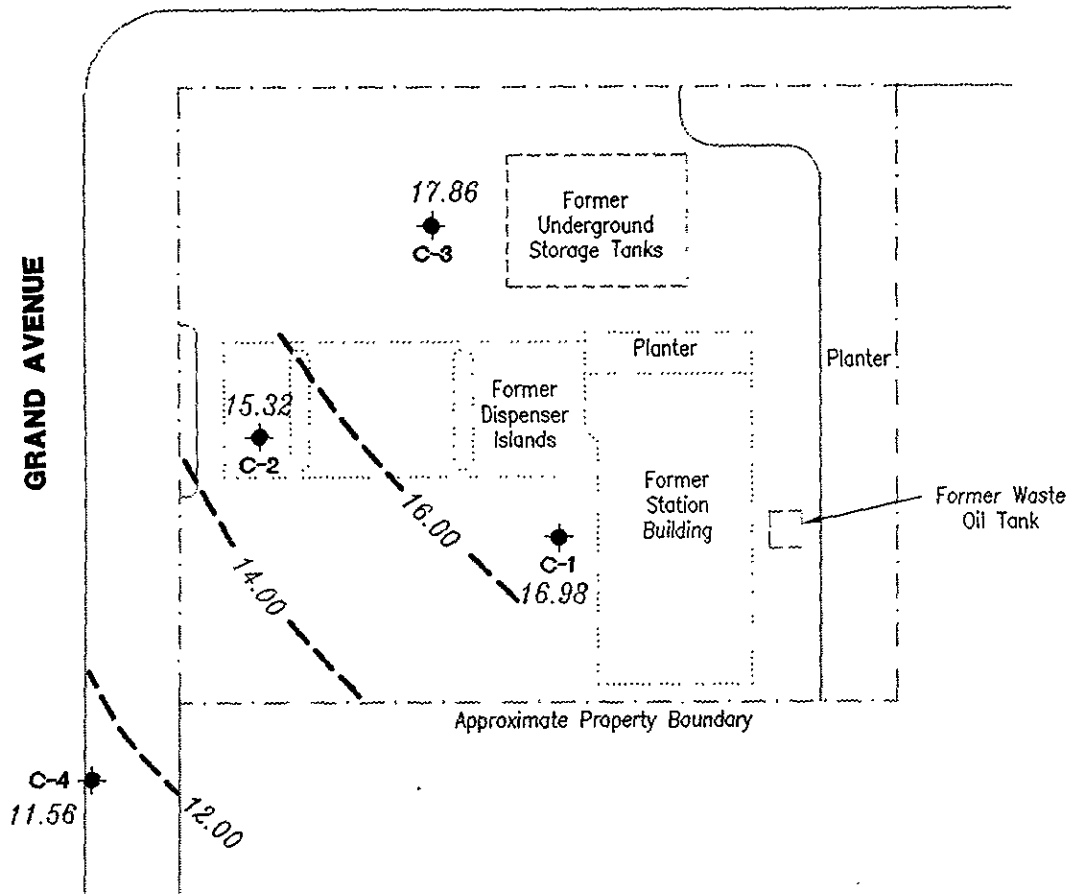 GRAND AVENUE
17.86
C-3
Former
Underground
Storage Tanks
Planter
Planter
Former
Dispenser
Islands
15.32
C-2
16.00
Former
Station
Building
Former Waste
Oil Tank
C-1
16.98
14.00
Approximate Property Boundary
C-4
11.56
12.00